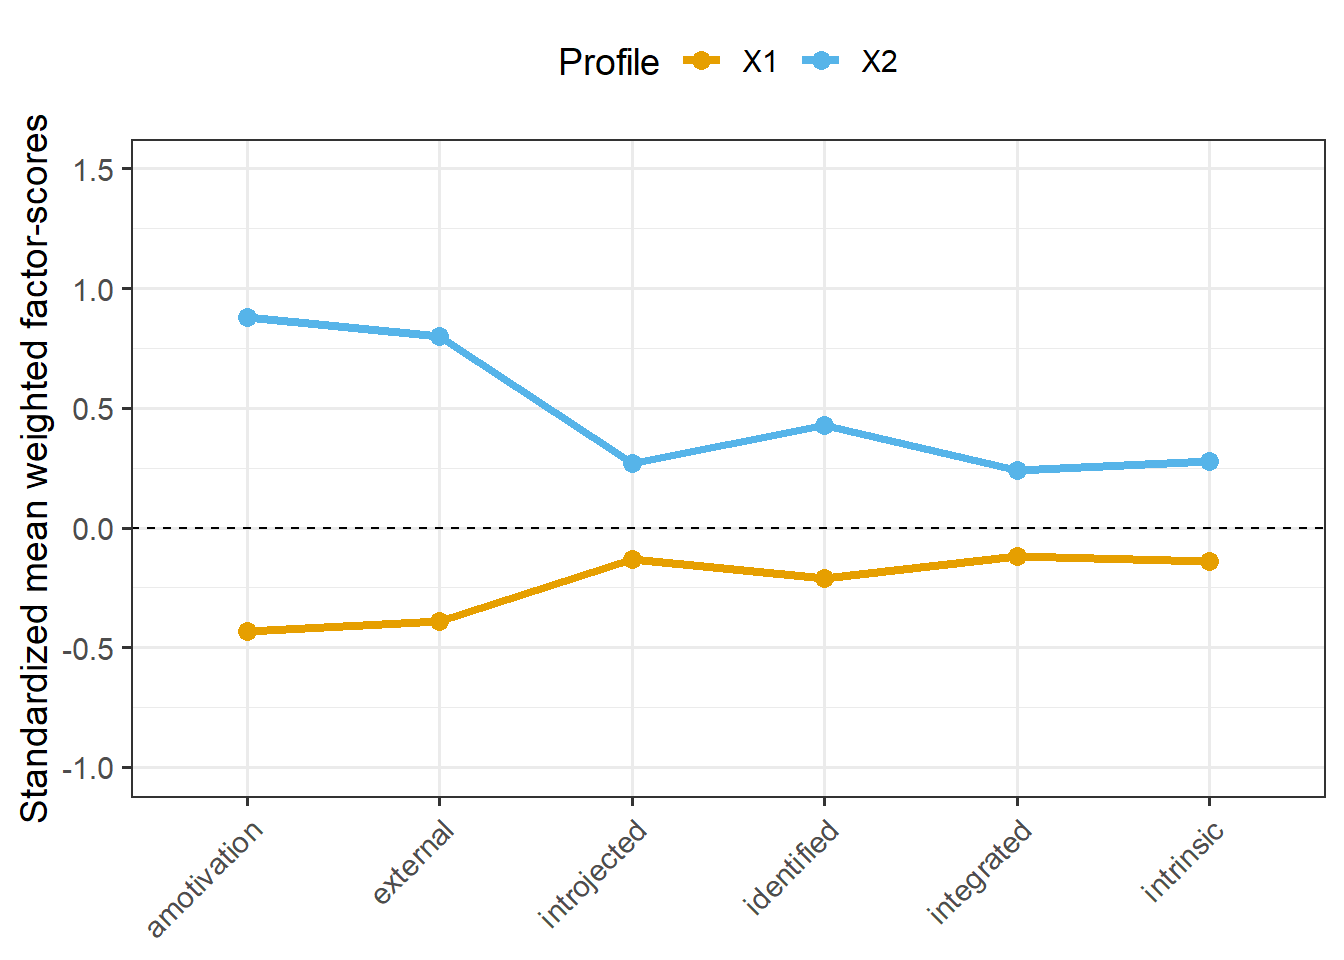 Profile X1 X2
Standardized mean weighted factor-scores
1.5
1.0
0.5
0.0
-0.5
-1.0
amotivation external introjected identified integrated intrinsic